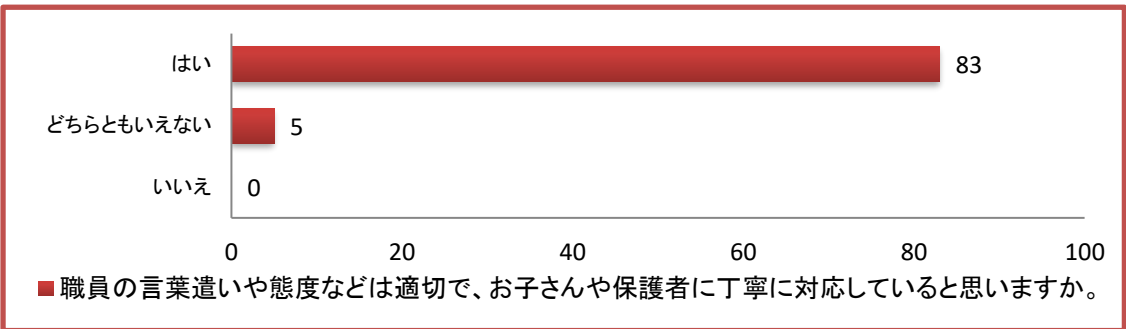 はい 83
どちらともいえない 5
いいえ 0
0 20 40 60 80 100
職員の言葉遣いや態度などは適切で、お子さんや保護者に丁寧に対応していると思いますか。